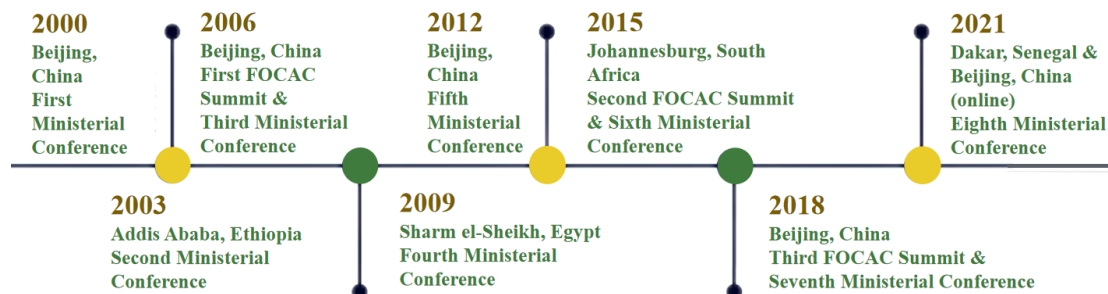 2000
Beijing,
China
First
Ministerial
Conference
2003
Addis Ababa, Ethiopia
Second Ministerial
Conference
2006
Beijing, China
First FOCAC
Summit &
Third Ministerial
Conference
2009
Sharm el-Sheikh, Egypt
Fourth Ministerial
Conference
2012
Beijing,
China
Fifth
Ministerial
Conference
2015
Johannesburg, South
Africa
Second FOCAC Summit
& Sixth Ministerial
Conference
2018
Beijing, China
Third FOCAC Summit &
Seventh Ministerial Conference
2021
Dakar, Senegal &
Beijing, China
(online)
Eighth Ministerial
Conference